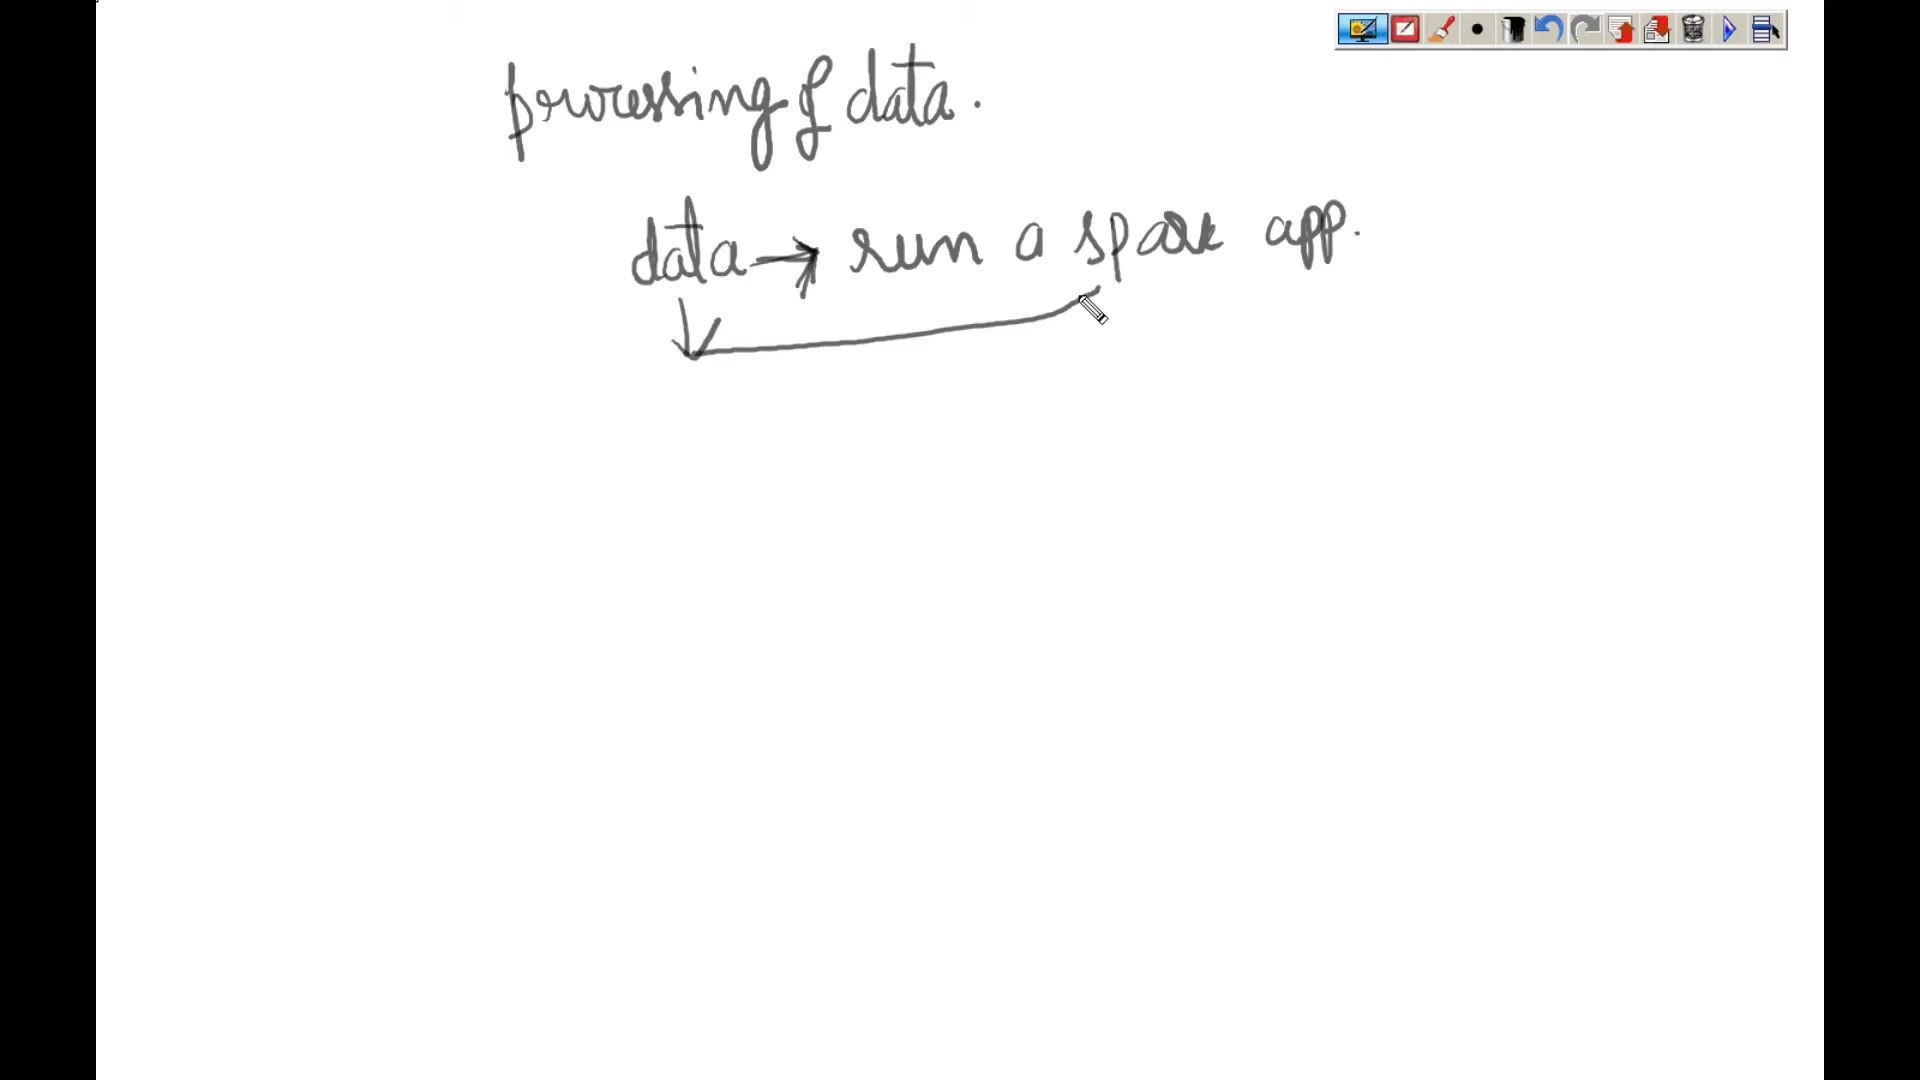 processing of data.
data → run a spark app.